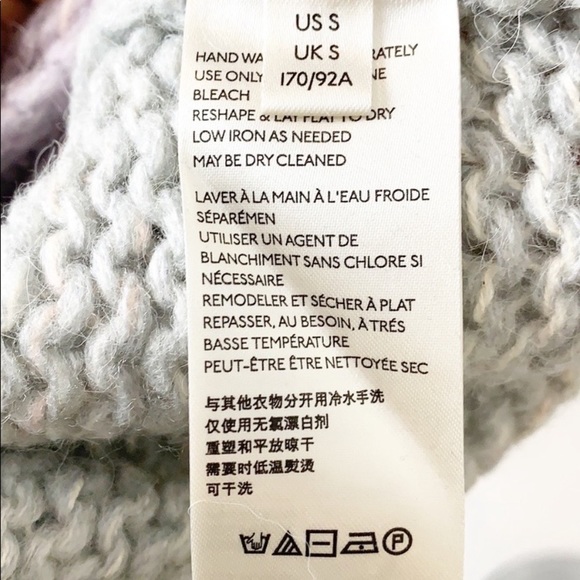 US S
UK S
170/92A
HAND RATELY
USE ONLY NE
BLEACH
RESHAPE & LAY FLAT TO DRY
LOW IRON AS NEEDED
MAY BE DRY CLEANED
LAVER À LA MAIN À L'EAU FROIDE
SÉPARÉMEN
UTILISER UN AGENT DE
BLANCHIMENT SANS CHLORE SI
NÉCESSAIRE
REMODELER ET SÉCHER À PLAT
REPASSER, AU BESOIN, À TRÉS
BASSE TEMPÉRATURE
PEUT-ÊTRE ÊTRE NETTOYÉE SEC
与其他衣物分开用冷水手洗
仅使用无氯漂白剂
重塑和平放晾干
需要时低温熨烫
可干洗
P